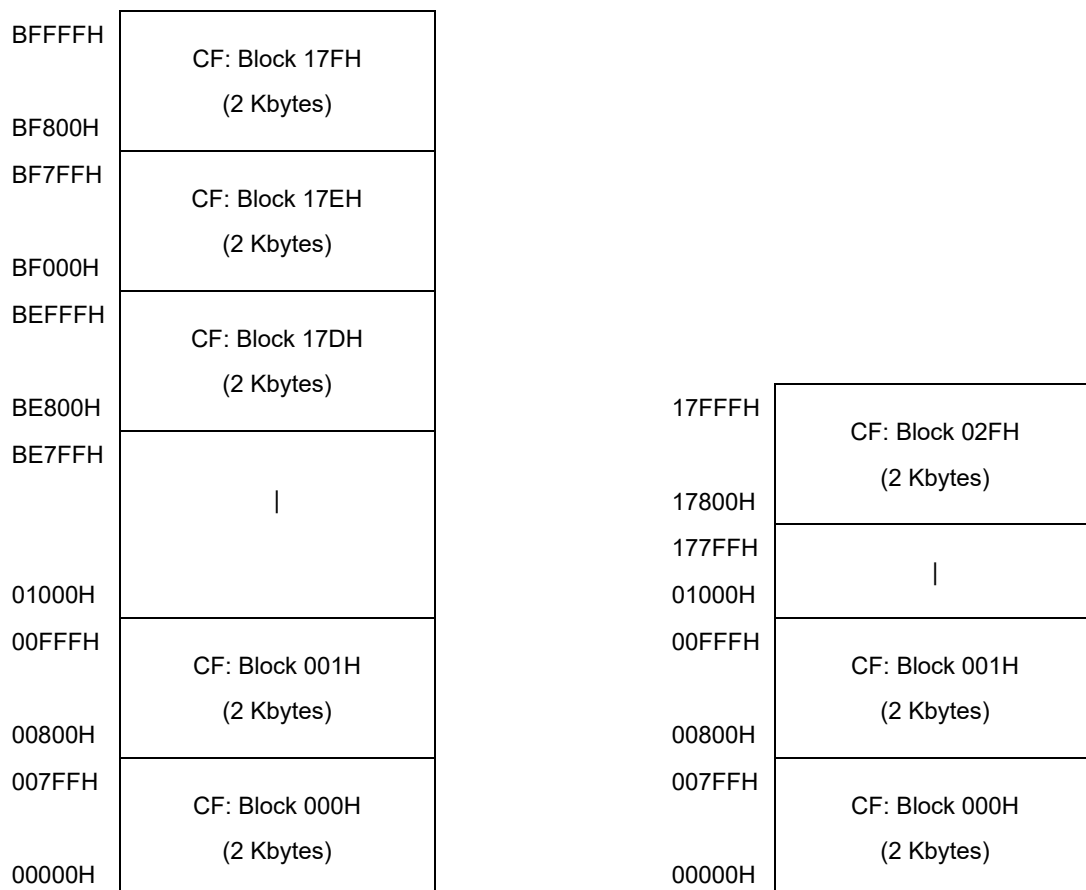 BFFFFH
CF: Block 17FH
(2 Kbytes)
BF800H
BF7FFH
CF: Block 17EH
(2 Kbytes)
BF000H
BEFFFH
CF: Block 17DH
(2 Kbytes)
BE800H
BE7FFH
|
01000H
00FFFH
CF: Block 001H
(2 Kbytes)
00800H
007FFH
CF: Block 000H
(2 Kbytes)
00000H
17FFFH
CF: Block 02FH
(2 Kbytes)
17800H
177FFH
|
01000H
00FFFH
CF: Block 001H
(2 Kbytes)
00800H
007FFH
CF: Block 000H
(2 Kbytes)
00000H